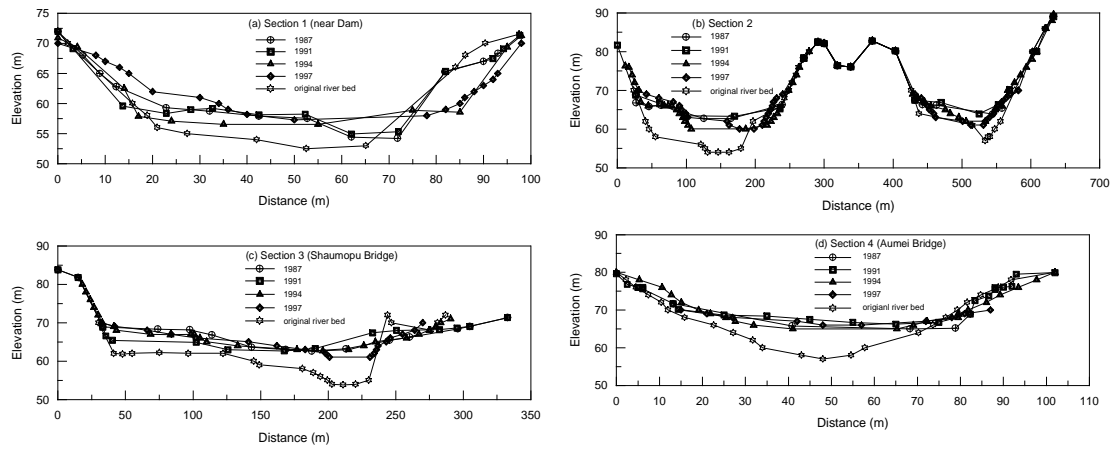 (a) Section 1 (near Dam)
1987
1991
1994
1997
original river bed
Elevation (m)
75
70
65
60
55
50
0 10 20 30 40 50 60 70 80 90 100
Distance (m)
(b) Section 2
1987
1991
1994
1997
original river bed
Elevation (m)
90
80
70
60
50
0 100 200 300 400 500 600 700
Distance (m)
(c) Section 3 (Shaumopu Bridge)
1987
1991
1994
1997
original river bed
Elevation (m)
90
80
70
60
50
40
0 50 100 150 200 250 300 350
Distance (m)
(d) Section 4 (Aumei Bridge)
1987
1991
1994
1997
origianl river bed
Elevation (m)
90
80
70
60
50
0 10 20 30 40 50 60 70 80 90 100 110
Distance (m)